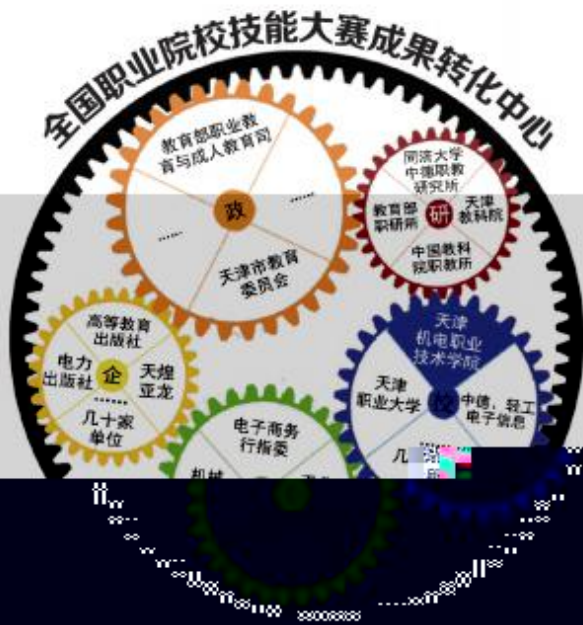 全国职业院校技能大赛成果转化中心
教育部职业教
育与成人教育司
……
政
……
天津市教育
委员会
同济大学
中德职教
研究所
教育部
职研所
研
天津
教科院
中国教科
院职教所
高等教育
出版社
电力
出版社
企
天煌
亚龙
……
几十家
单位
天津
机电职业
技术学院
天津
职业大学
校
中德，轻工
电子信息
……
几
电子商务
行指委
机械